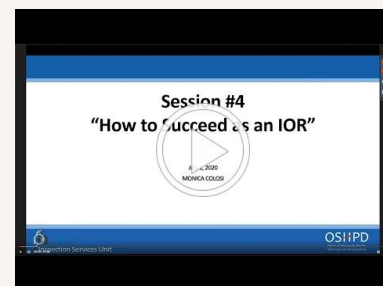 Session #4
“How to Succeed as an IOR”
2020
MONICA COLOSI
Inspection Services Unit
OSHPD